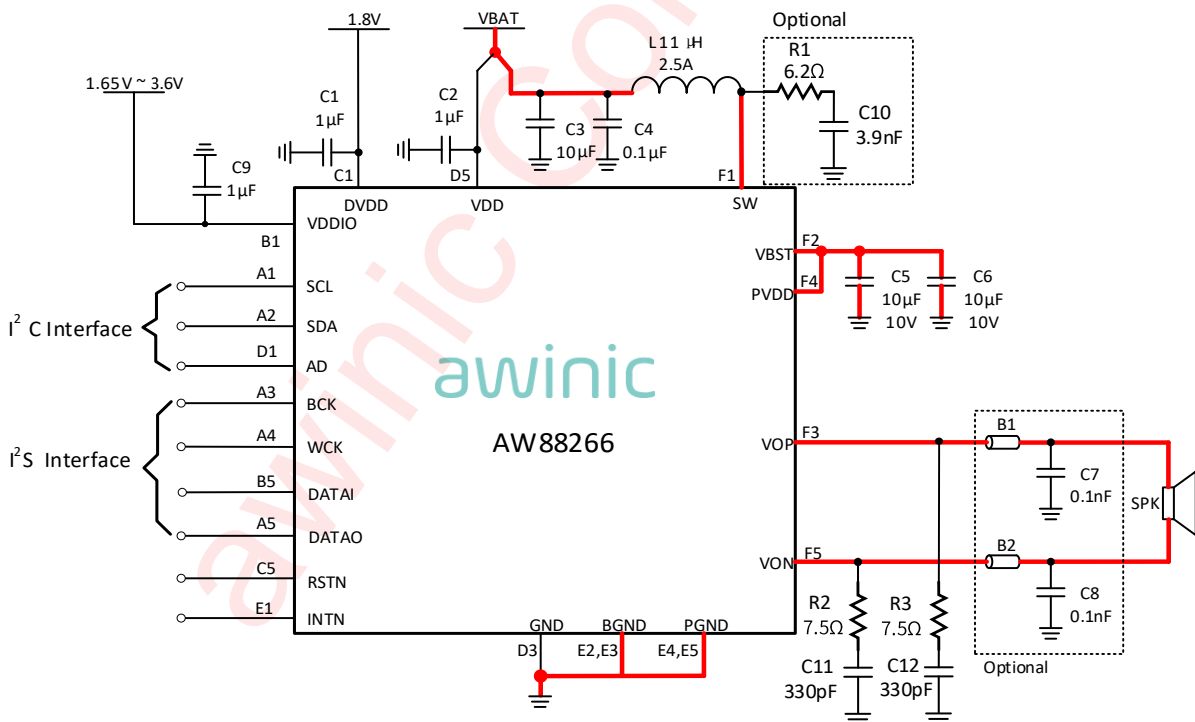 1.8V
VBAT
Optional
L11 μH
2.5A
R1
6.2Ω
1.65V ~ 3.6V
C1
1μF
C2
1μF
C3
10μF
C4
0.1μF
C10
3.9nF
C9
1μF
C1
D5
F1
DVDD
VDD
SW
VDDIO
B1
VBST
F2
PVDD
F4
C5
10μF
10V
C6
10μF
10V
I² C Interface
A1
SCL
A2
SDA
D1
AD
I²S Interface
A3
BCK
A4
WCK
B5
DATAI
A5
DATAO
C5
RSTN
E1
INTN
awinic
AW88266
VOP
F3
B1
C7
0.1nF
SPK
VON
F5
B2
C8
0.1nF
R2
7.5Ω
R3
7.5Ω
C11
330pF
C12
330pF
Optional
GND
BGND
PGND
D3
E2,E3
E4,E5
awinic Con